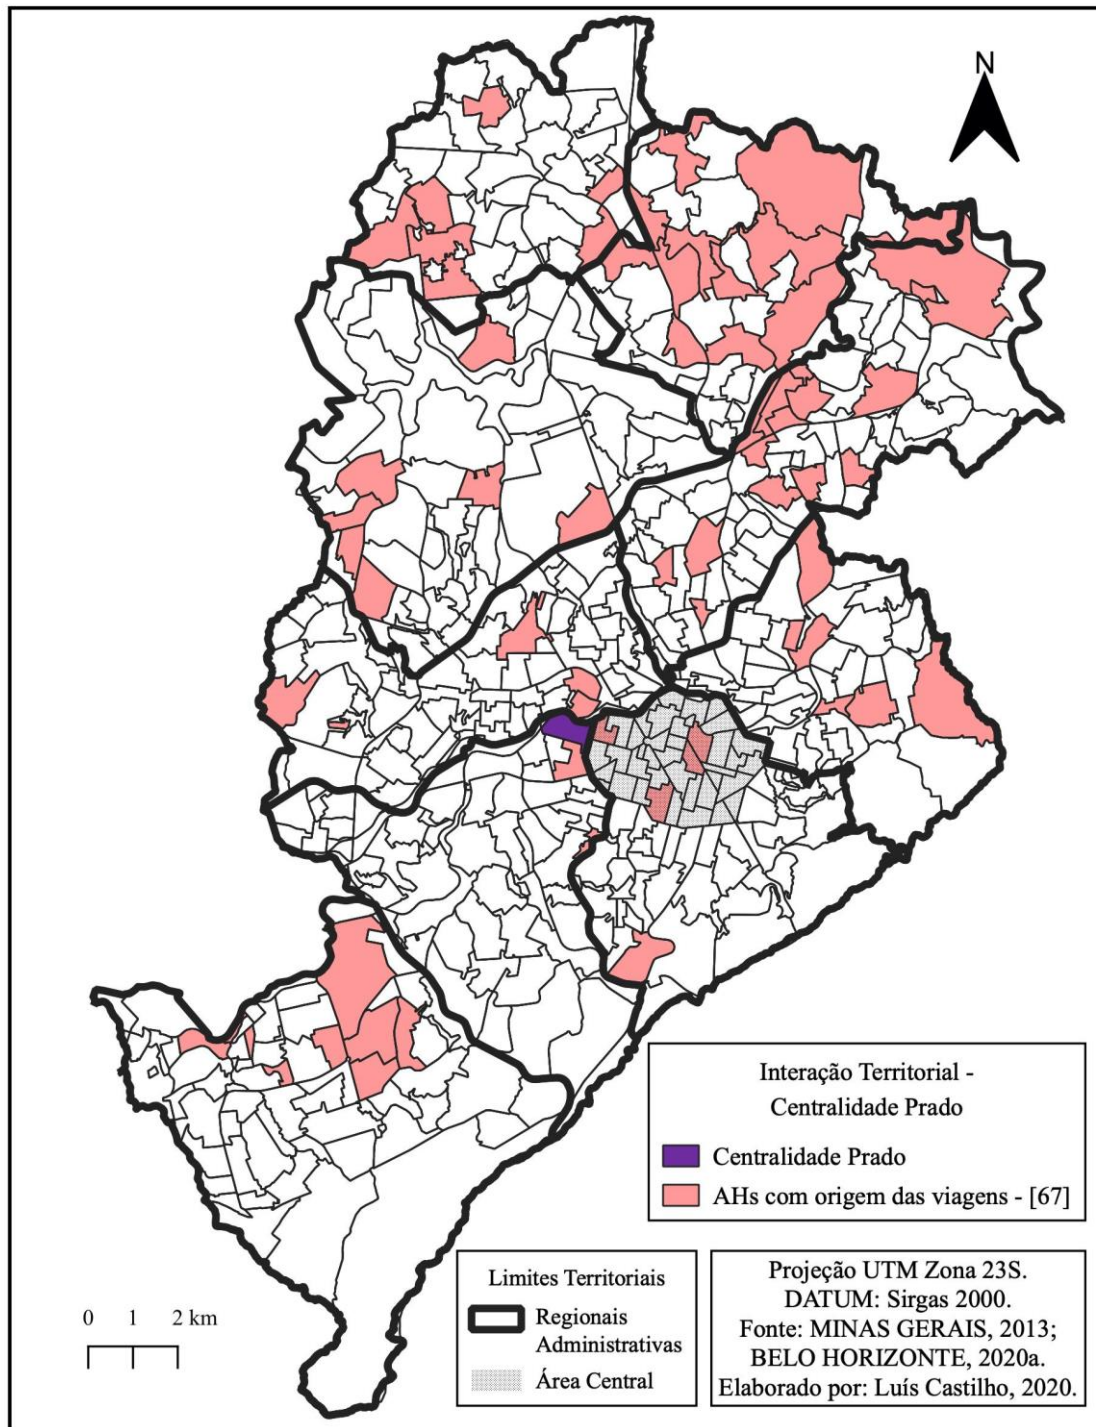 N
Interação Territorial -
Centralidade Prado
Centralidade Prado
AHs com origem das viagens - [67]
Limites Territoriais
Regionais
Administrativas
Área Central
Projeção UTM Zona 23S.
DATUM: Sirgas 2000.
Fonte: MINAS GERAIS, 2013;
BELO HORIZONTE, 2020a.
Elaborado por: Luís Castilho, 2020.
0 1 2 km